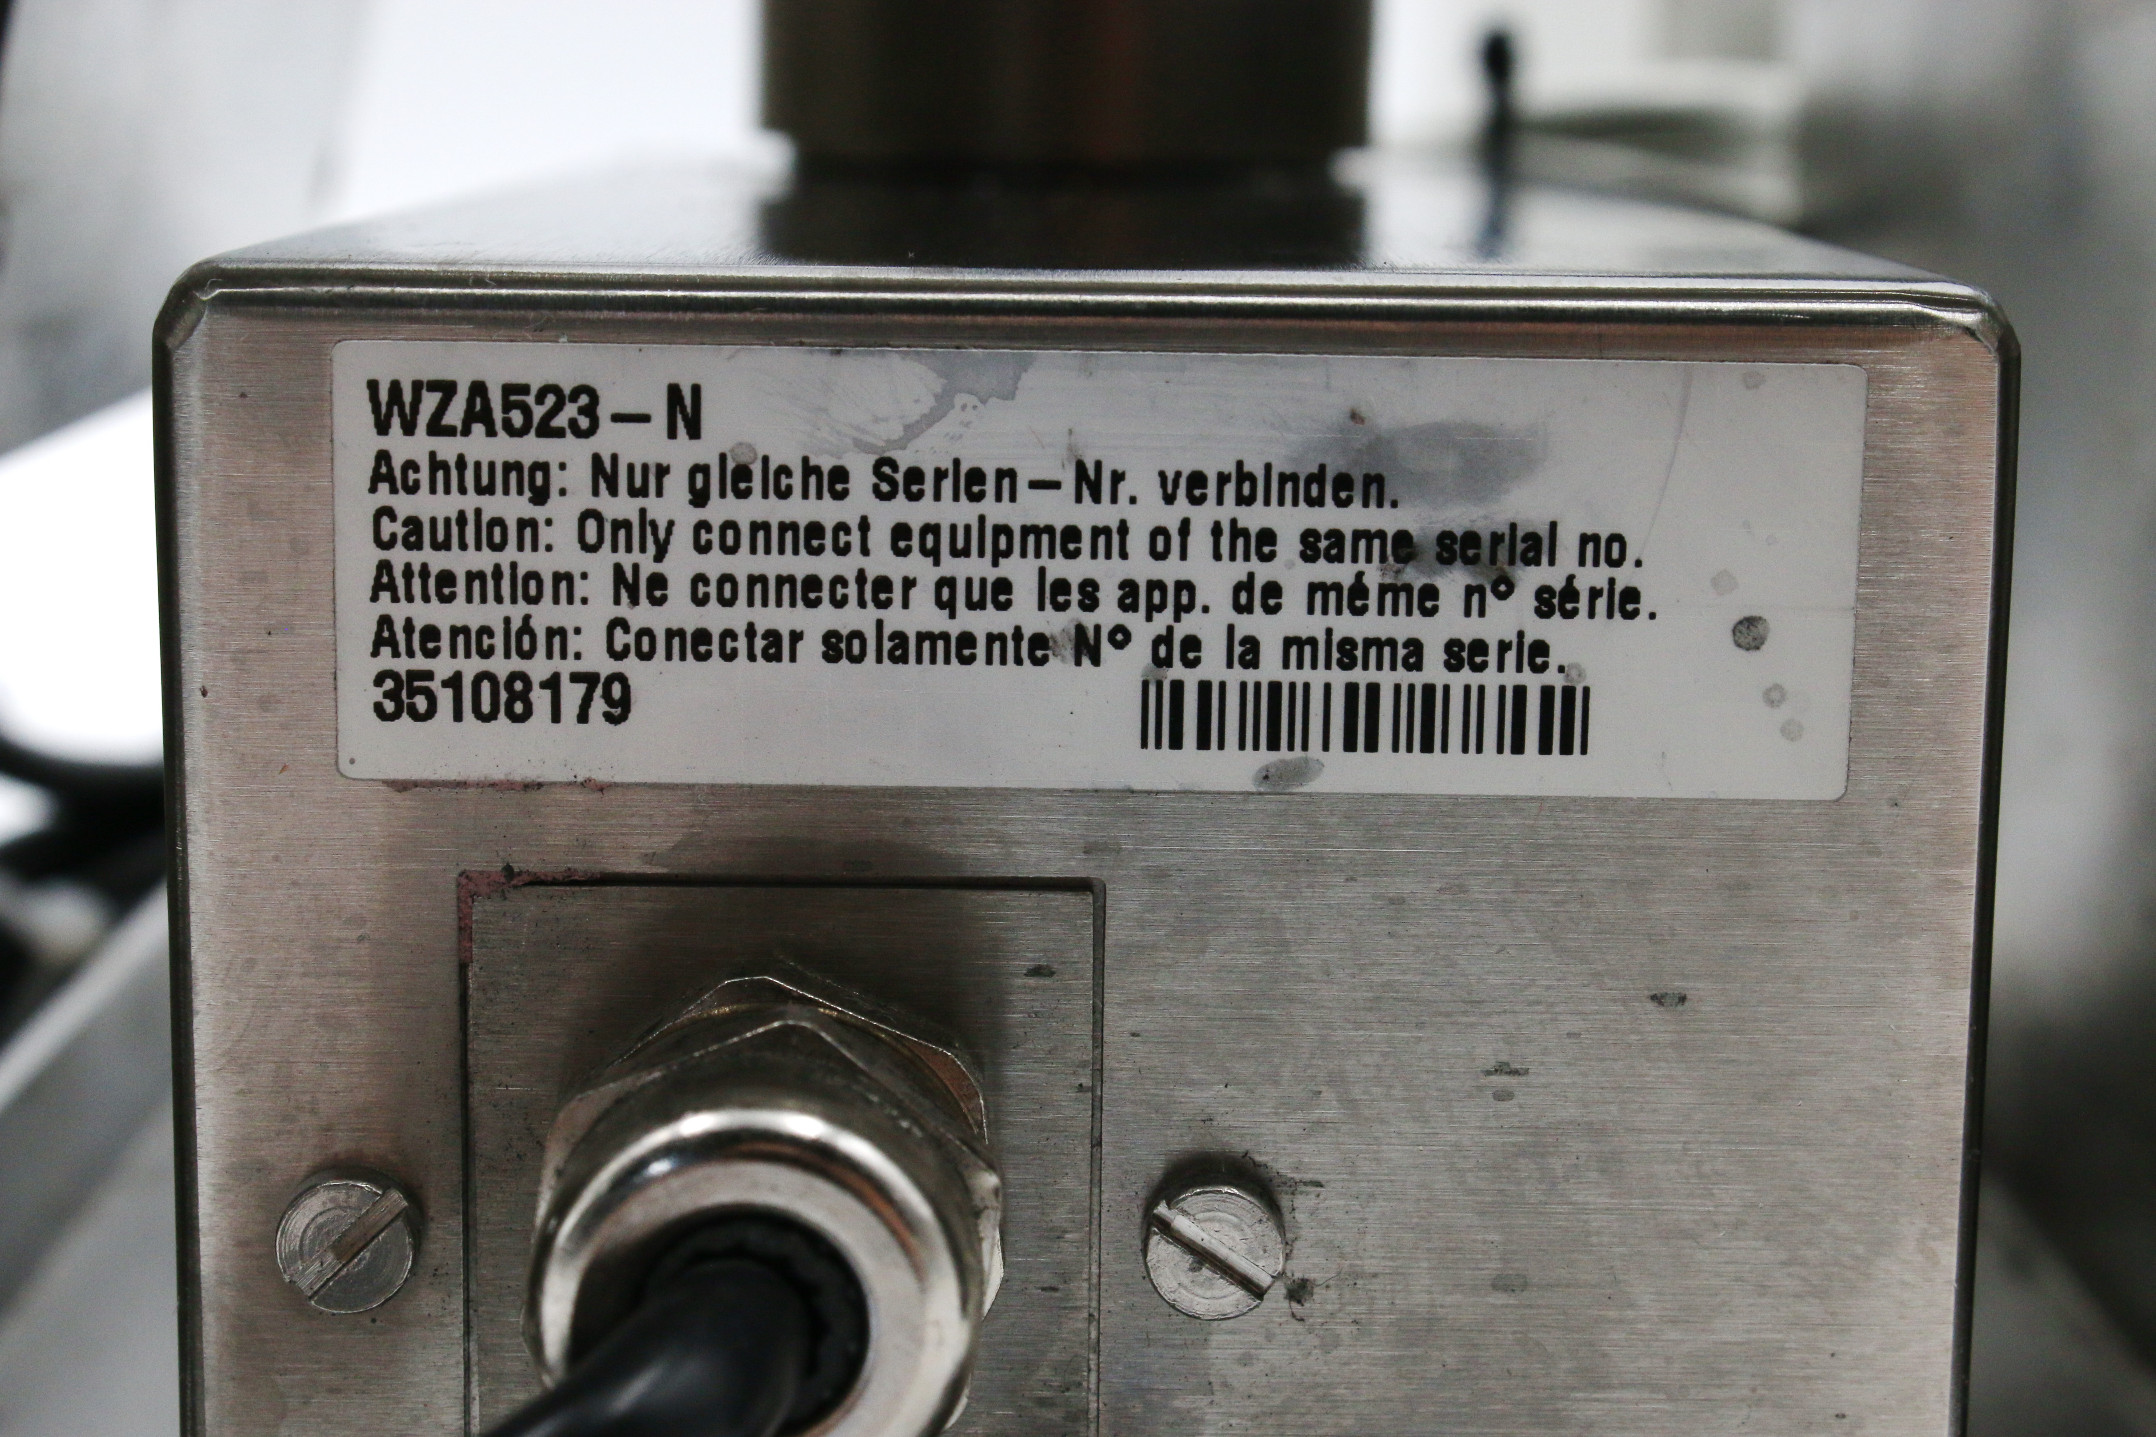 WZA523-N
Achtung: Nur gleiche Serien-Nr. verbinden.
Caution: Only connect equipment of the same serial no.
Attention: Ne connecter que les app. de méme n° série.
Atención: Conectar solamente N° de la misma serie.
35108179